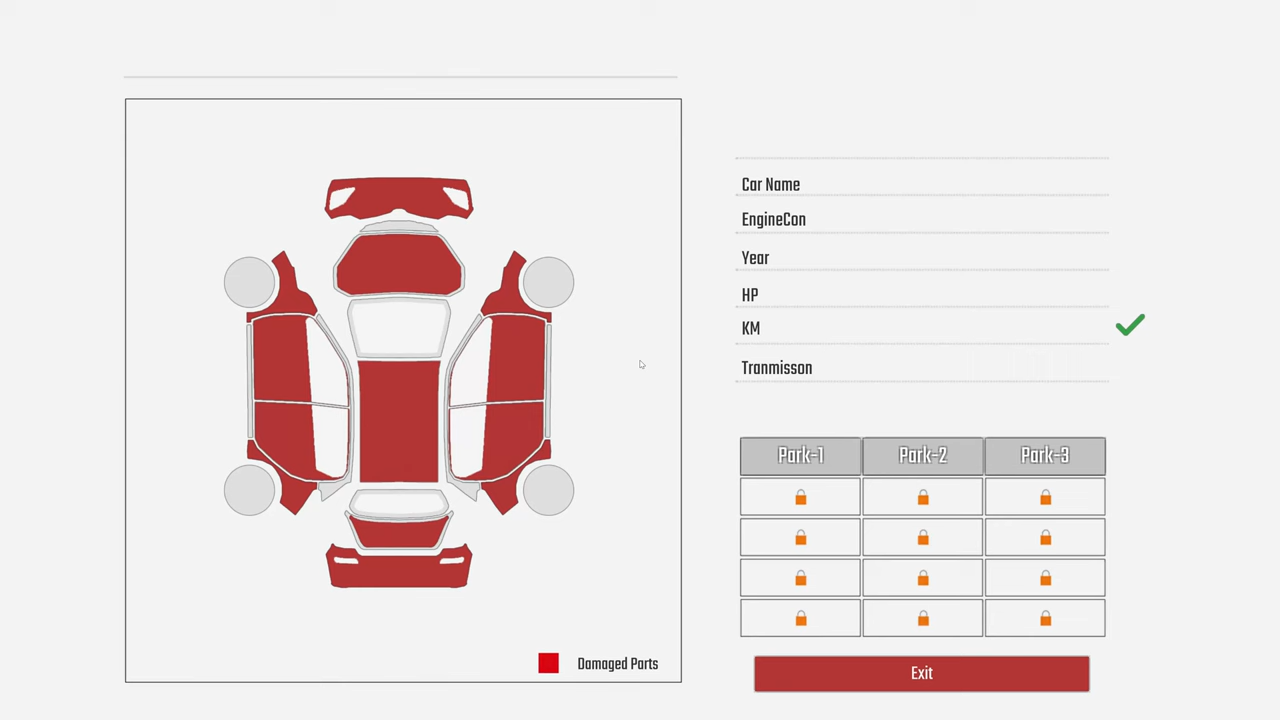 Car Name
EngineCon
Year
HP
KM
Tranmisson
Park-1 Park-2 Park-3
Damaged Parts
Exit